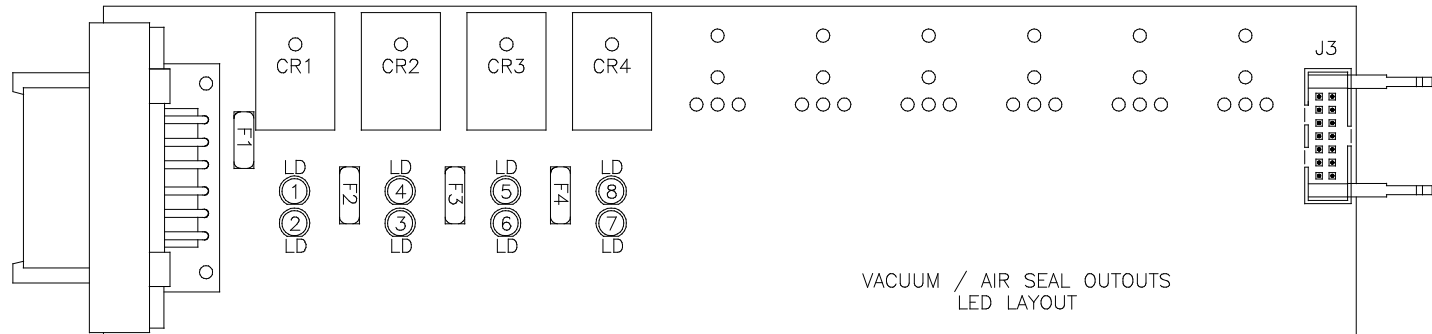 J3
CR1 CR2 CR3 CR4
F1
LD LD LD LD
1 F2 4 F3 5 F4 8
2 3 6 7
LD LD LD LD
VACUUM / AIR SEAL OUTOUTS
LED LAYOUT